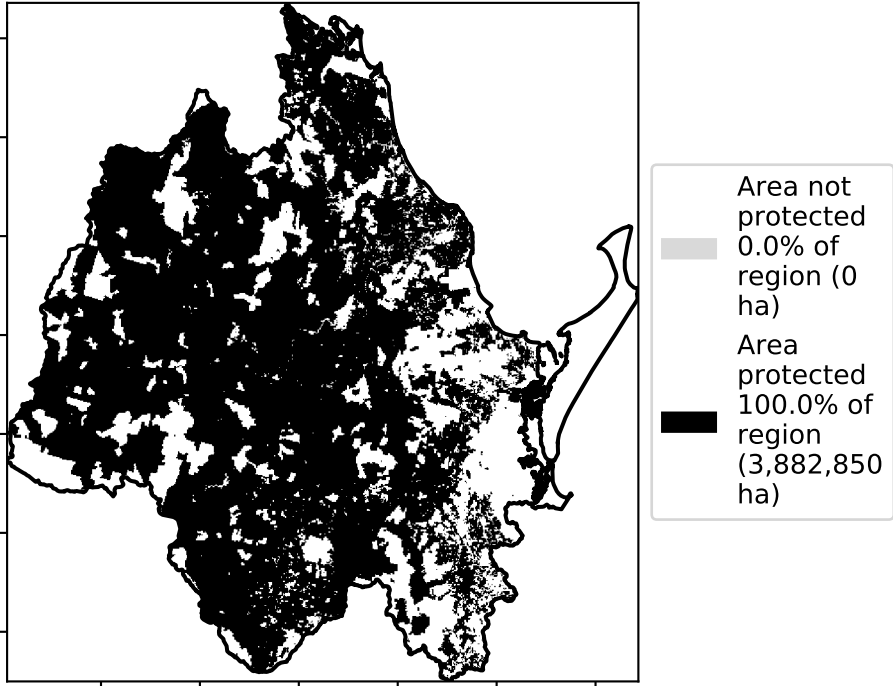 Area not
protected
0.0% of
region (0
ha)
Area
protected
100.0% of
region
(3,882,850
ha)